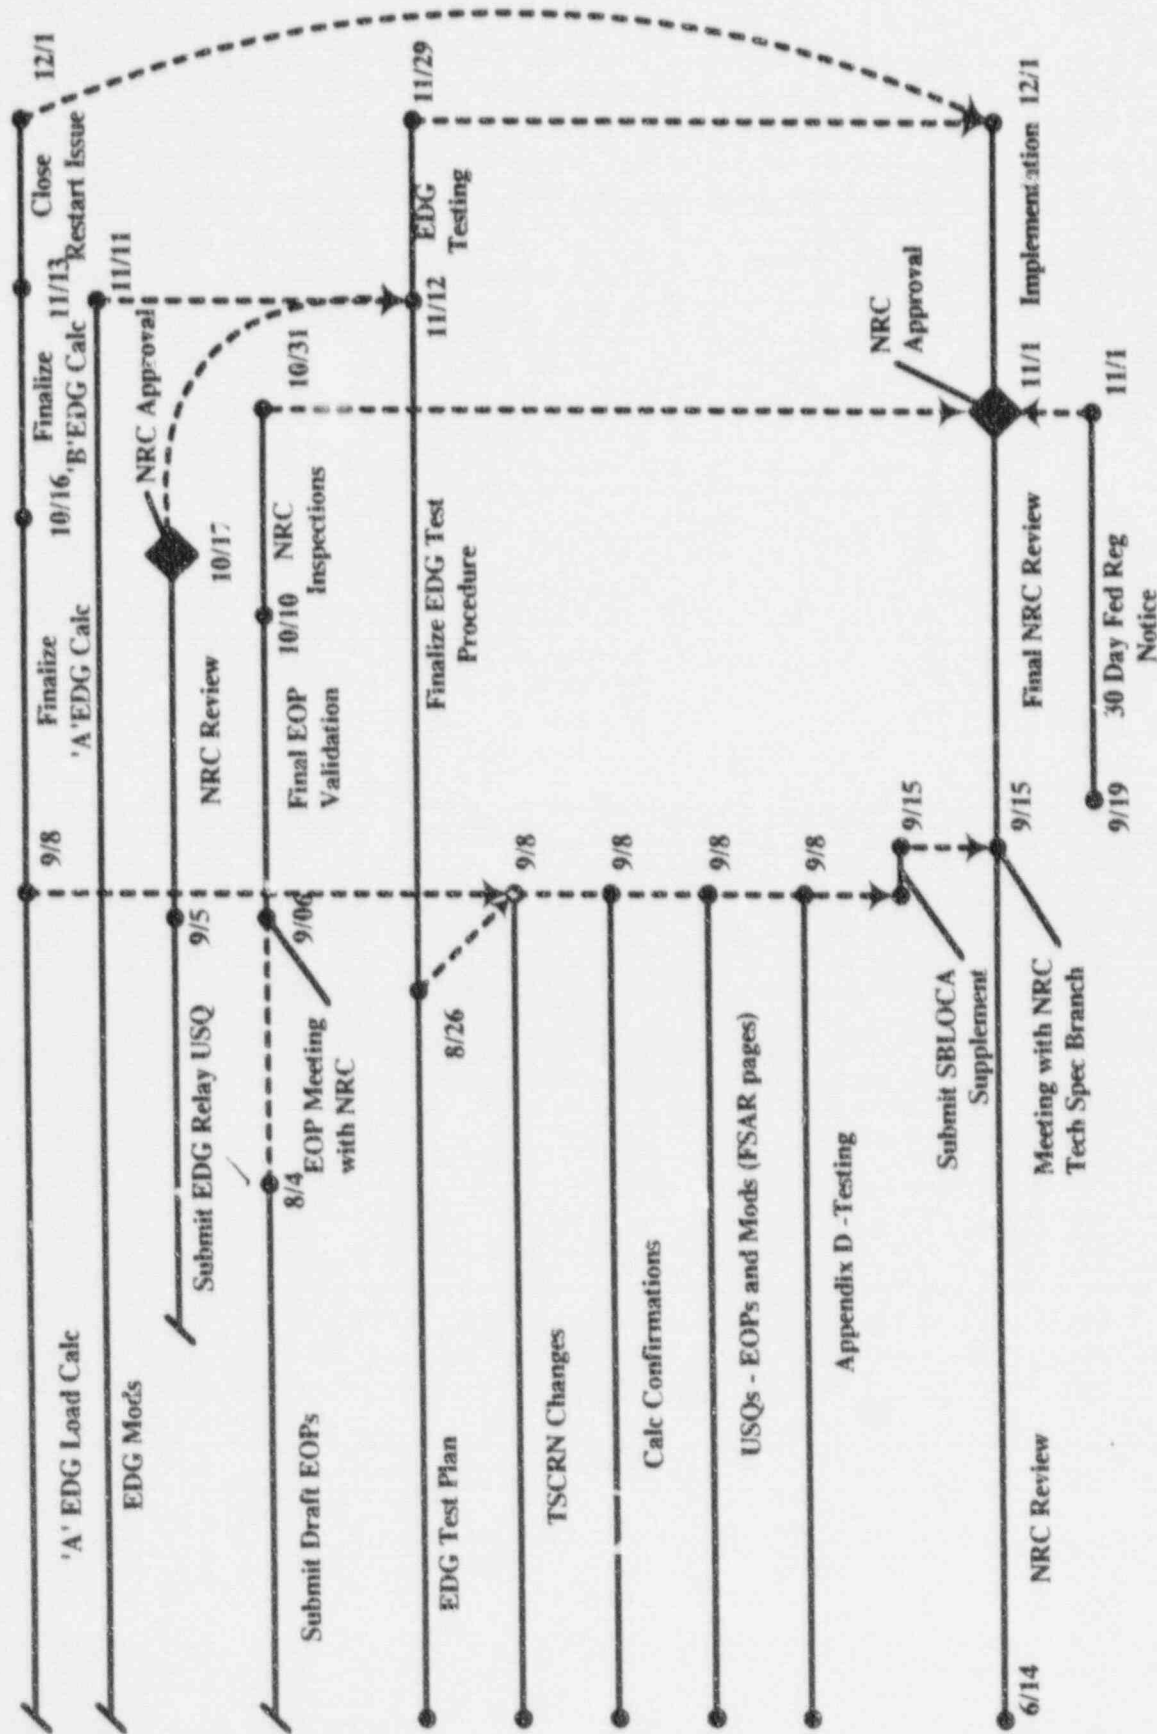 'A' EDG Load Calc
9/8
Finalize
'A'EDG Calc
10/16
Finalize
'B'EDG Calc
11/13
Close
Restart Issue
12/1
EDG Mods
11/11
Submit EDG Relay USQ
9/5
NRC Review
10/17
NRC Approval
Submit Draft EOPs
8/4
EOP Meeting
with NRC
9/06
Final EOP
Validation
10/10
NRC
Inspections
10/31
EDG Test Plan
8/26
Finalize EDG Test
Procedure
11/12
EDG
Testing
11/29
TSCRN Changes
9/8
Calc Confirmations
9/8
USQs - EOPs and Mods (FSAR pages)
9/8
Appendix D -Testing
9/8
Submit SBLOCA
Supplement
9/15
6/14
NRC Review
Meeting with NRC
Tech Spec Branch
9/15
Final NRC Review
NRC
Approval
11/1
Implementation
12/1
9/19
30 Day Fed Reg
Notice
11/1